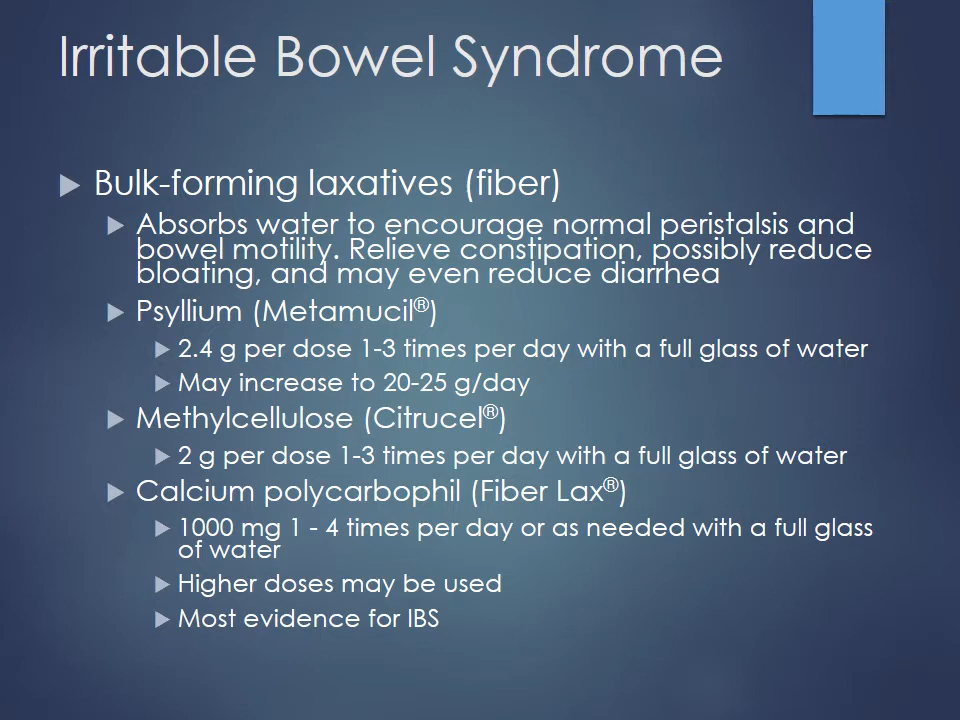 Irritable Bowel Syndrome
Bulk-forming laxatives (fiber)
Absorbs water to encourage normal peristalsis and
bowel motility. Relieve constipation, possibly reduce
bloating, and may even reduce diarrhea
Psyllium (Metamucil®)
2.4 g per dose 1-3 times per day with a full glass of water
May increase to 20-25 g/day
Methylcellulose (Citrucel®)
2 g per dose 1-3 times per day with a full glass of water
Calcium polycarbophil (Fiber Lax®)
1000 mg 1 - 4 times per day or as needed with a full glass
of water
Higher doses may be used
Most evidence for IBS